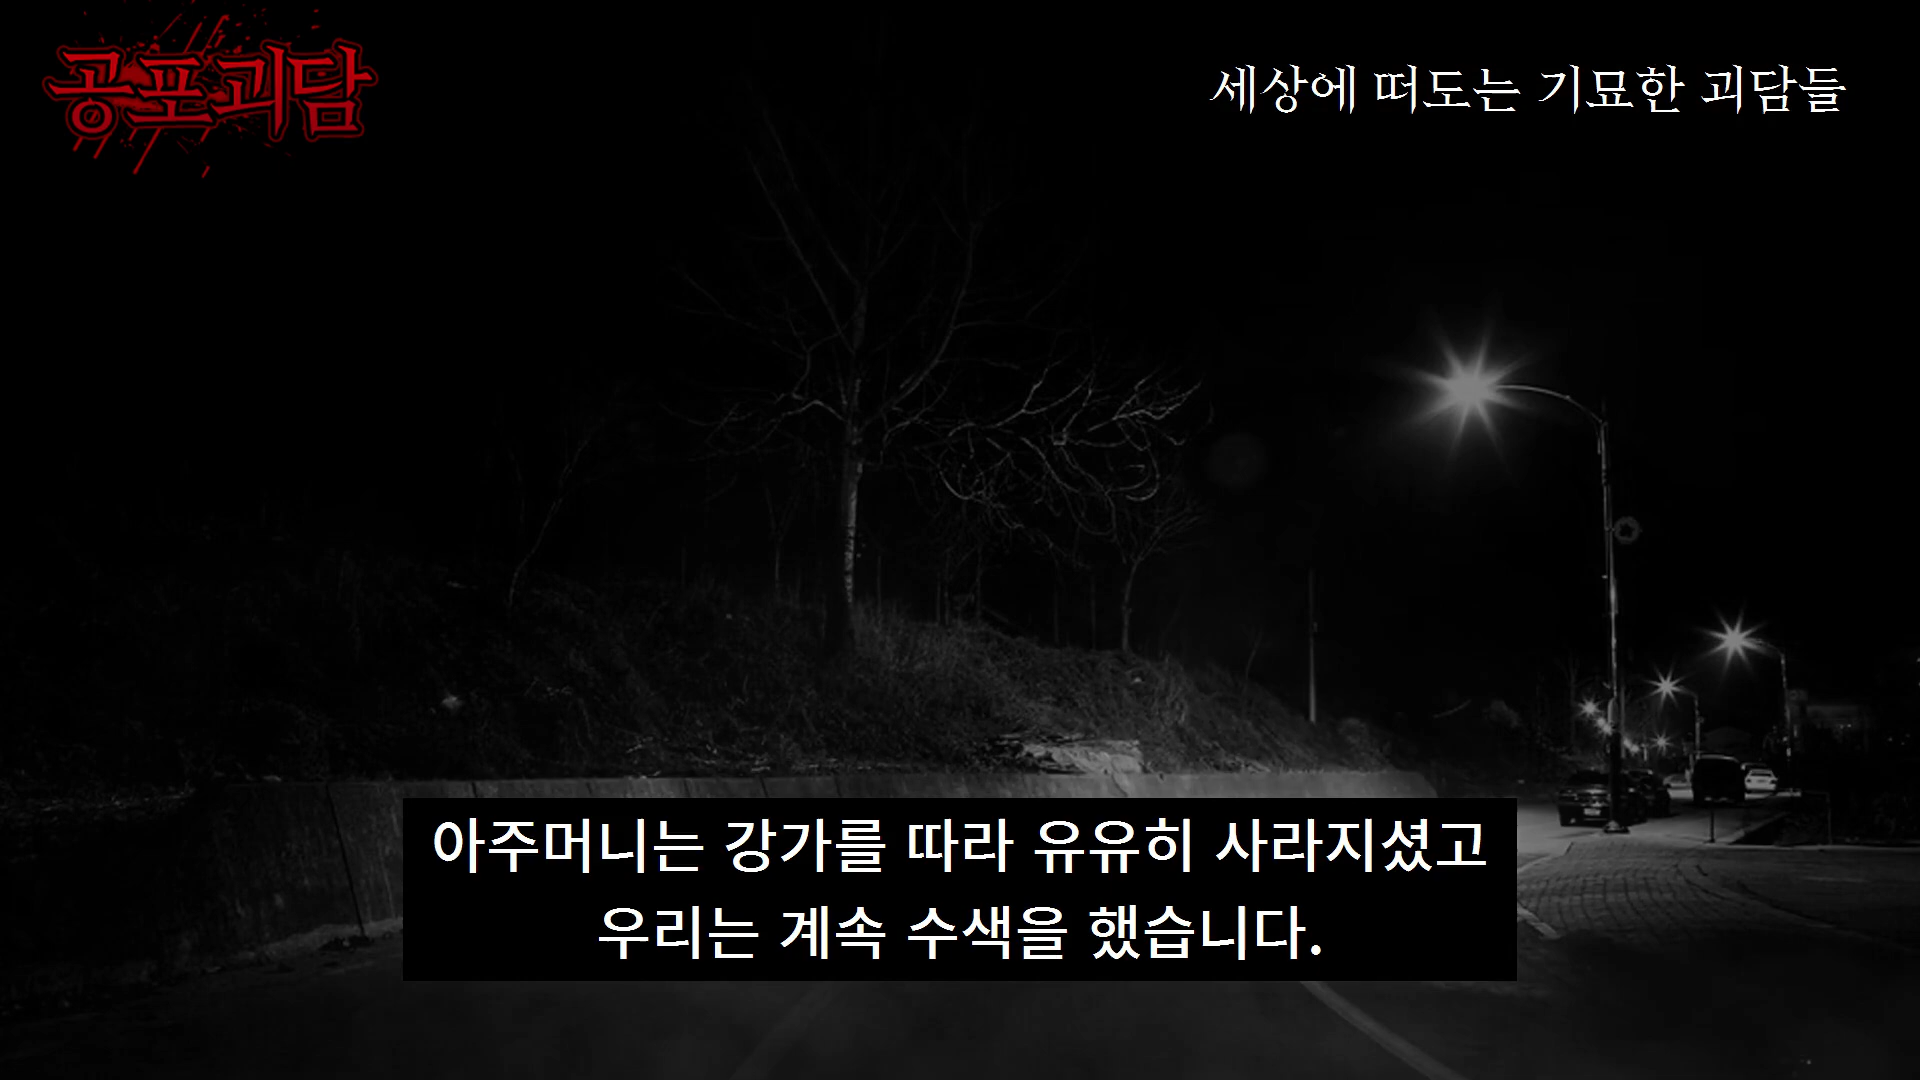 공포괴담
세상에 떠도는 기묘한 괴담들
아주머니는 강가를 따라 유유히 사라지셨고
우리는 계속 수색을 했습니다.